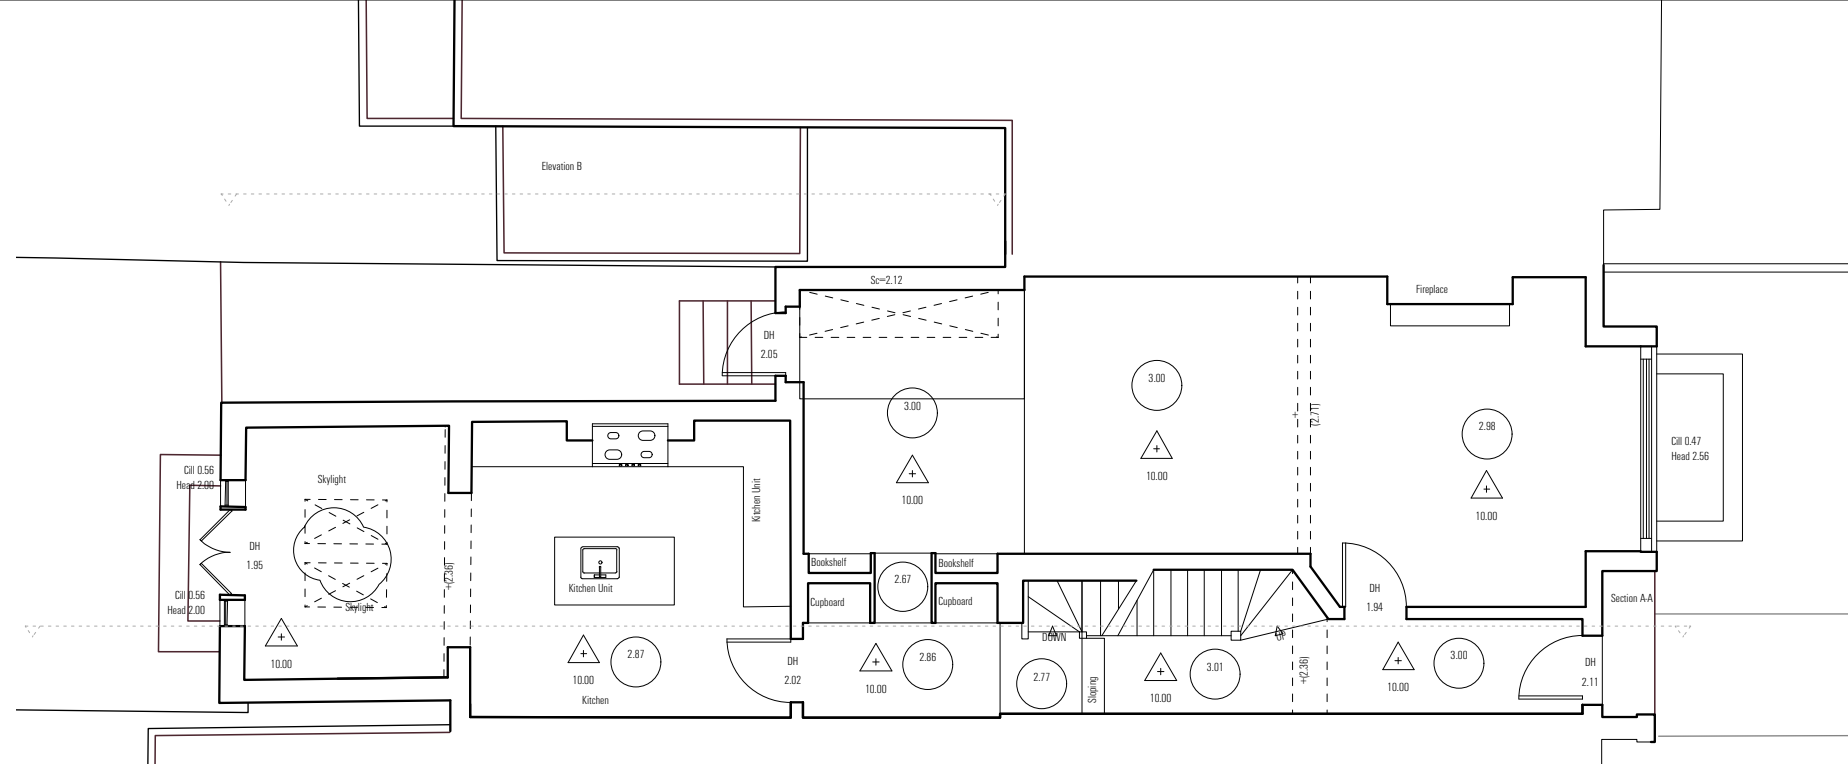 Elevation B
Sc=2.12
Fireplace
DH
2.05
3.00
10.00
3.00
10.00
+(2.71)
2.98
10.00
Cill 0.47
Head 2.56
Cill 0.56
Head 2.00
Skylight
DH
1.95
Cill 0.56
Head 2.00
Skylight
10.00
+(2.36)
Kitchen Unit
Kitchen Unit
10.00
2.87
Kitchen
DH
2.02
Bookshelf
Bookshelf
2.67
Cupboard
Cupboard
10.00
2.86
DOWN
2.77
Sloping
10.00
3.01
UP
+(2.36)
DH
1.94
10.00
3.00
DH
2.11
Section A-A